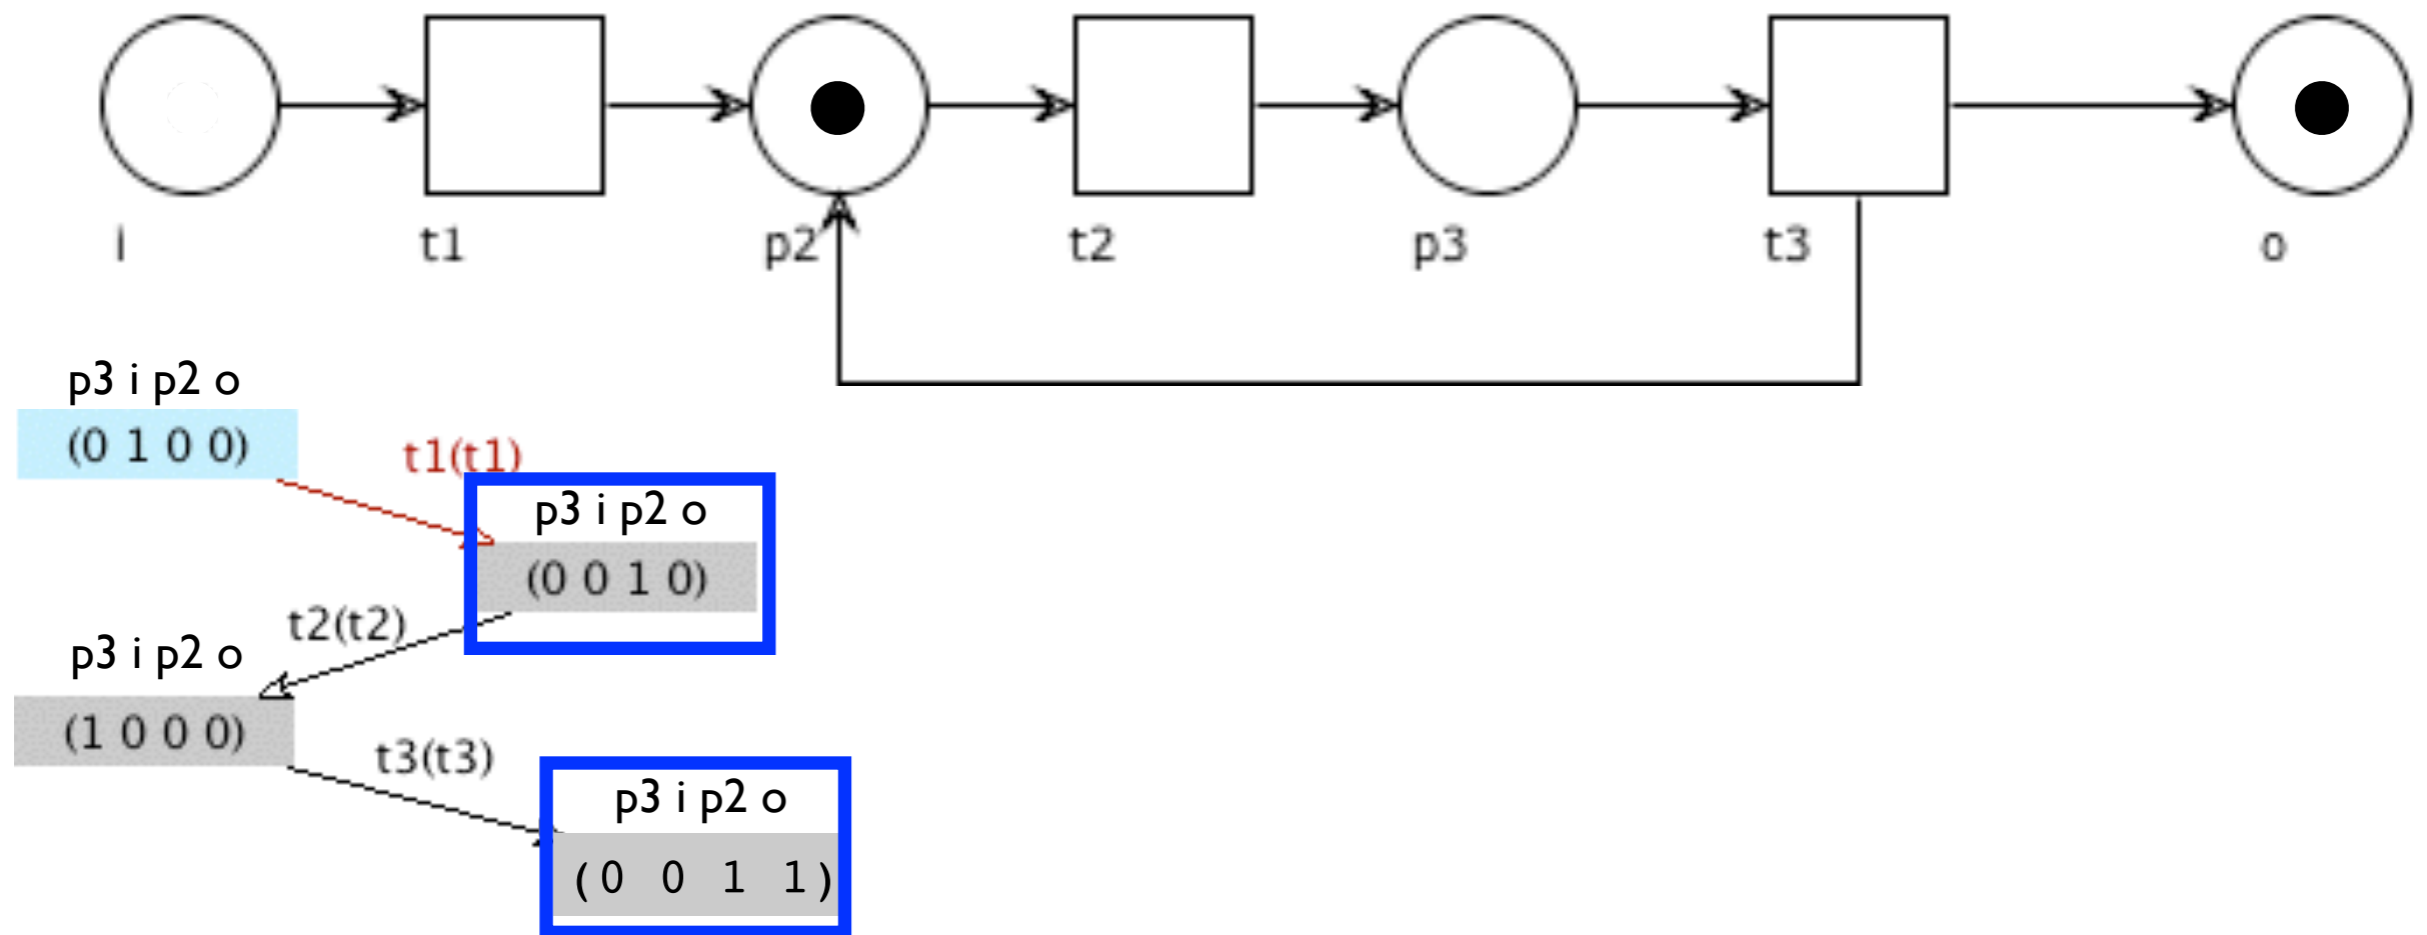 i t1 p2 t2 p3 t3 o
p3 i p2 o
(0 1 0 0)
t1(t1)
p3 i p2 o
(0 0 1 0)
t2(t2)
p3 i p2 o
(1 0 0 0)
t3(t3)
p3 i p2 o
(0 0 1 1)